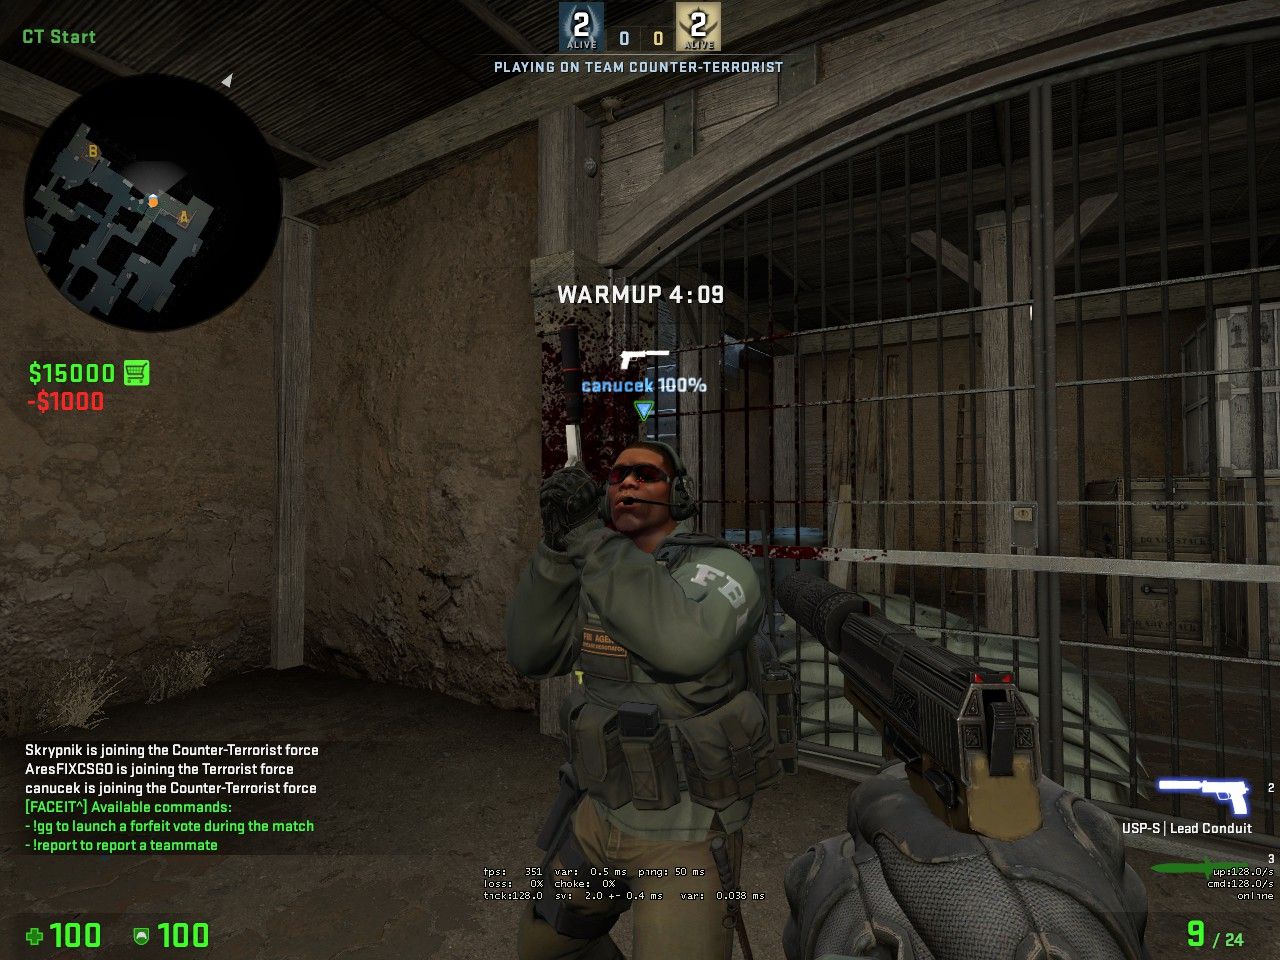 CT Start
2
ALIVE
0
0
2
ALIVE
PLAYING ON TEAM COUNTER-TERRORIST
B
A
WARMUP 4:09
$15000
-$1000
canucek 100%
FBI
DO NOT STACK
Skrypnik is joining the Counter-Terrorist force
AresFIXCSGO is joining the Terrorist force
canucek is joining the Counter-Terrorist force
[FACEIT^] Available commands:
- !gg to launch a forfeit vote during the match
- !report to report a teammate
2
USP-S | Lead Conduit
3
fps: 351 var: 0.5 ms ping: 50 ms
loss: 0% choke: 0%
tick:128.0 sv: 2.0 +- 0.4 ms var: 0.038 ms
up:128.0/s
cmd:128.0/s
online
100
100
9 / 24